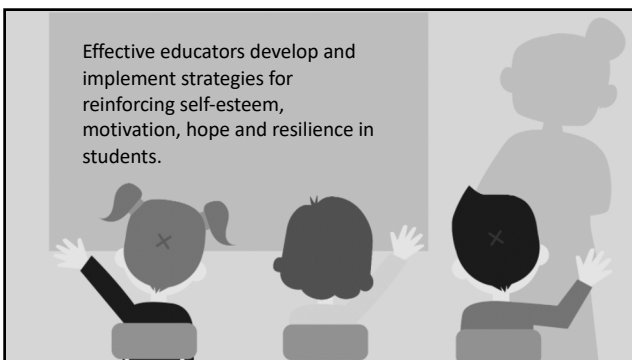 Effective educators develop and
implement strategies for
reinforcing self-esteem,
motivation, hope and resilience in
students.